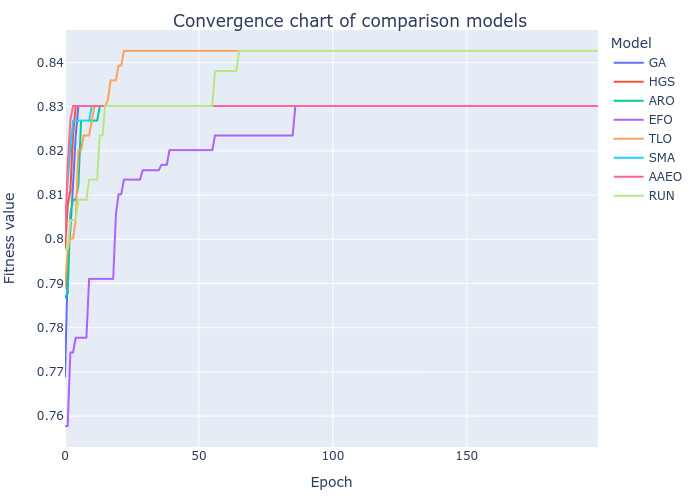 Convergence chart of comparison models
Model
GA
HGS
ARO
EFO
TLO
SMA
AAEO
RUN
Fitness value
0.84
0.83
0.82
0.81
0.8
0.79
0.78
0.77
0.76
0 50 100 150
Epoch